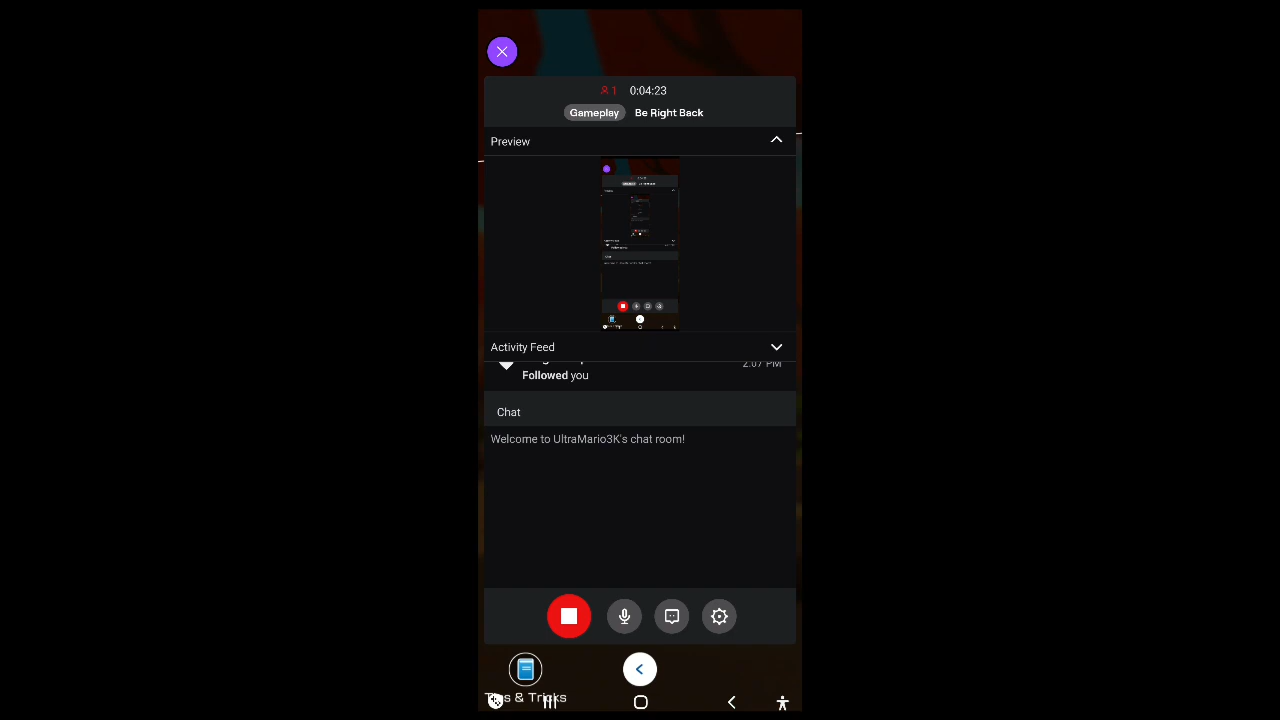 1 0:04:23
Gameplay Be Right Back
Preview
Activity Feed
2:07 PM
Followed you
Chat
Welcome to UltraMario3K's chat room!
Tips & Tricks